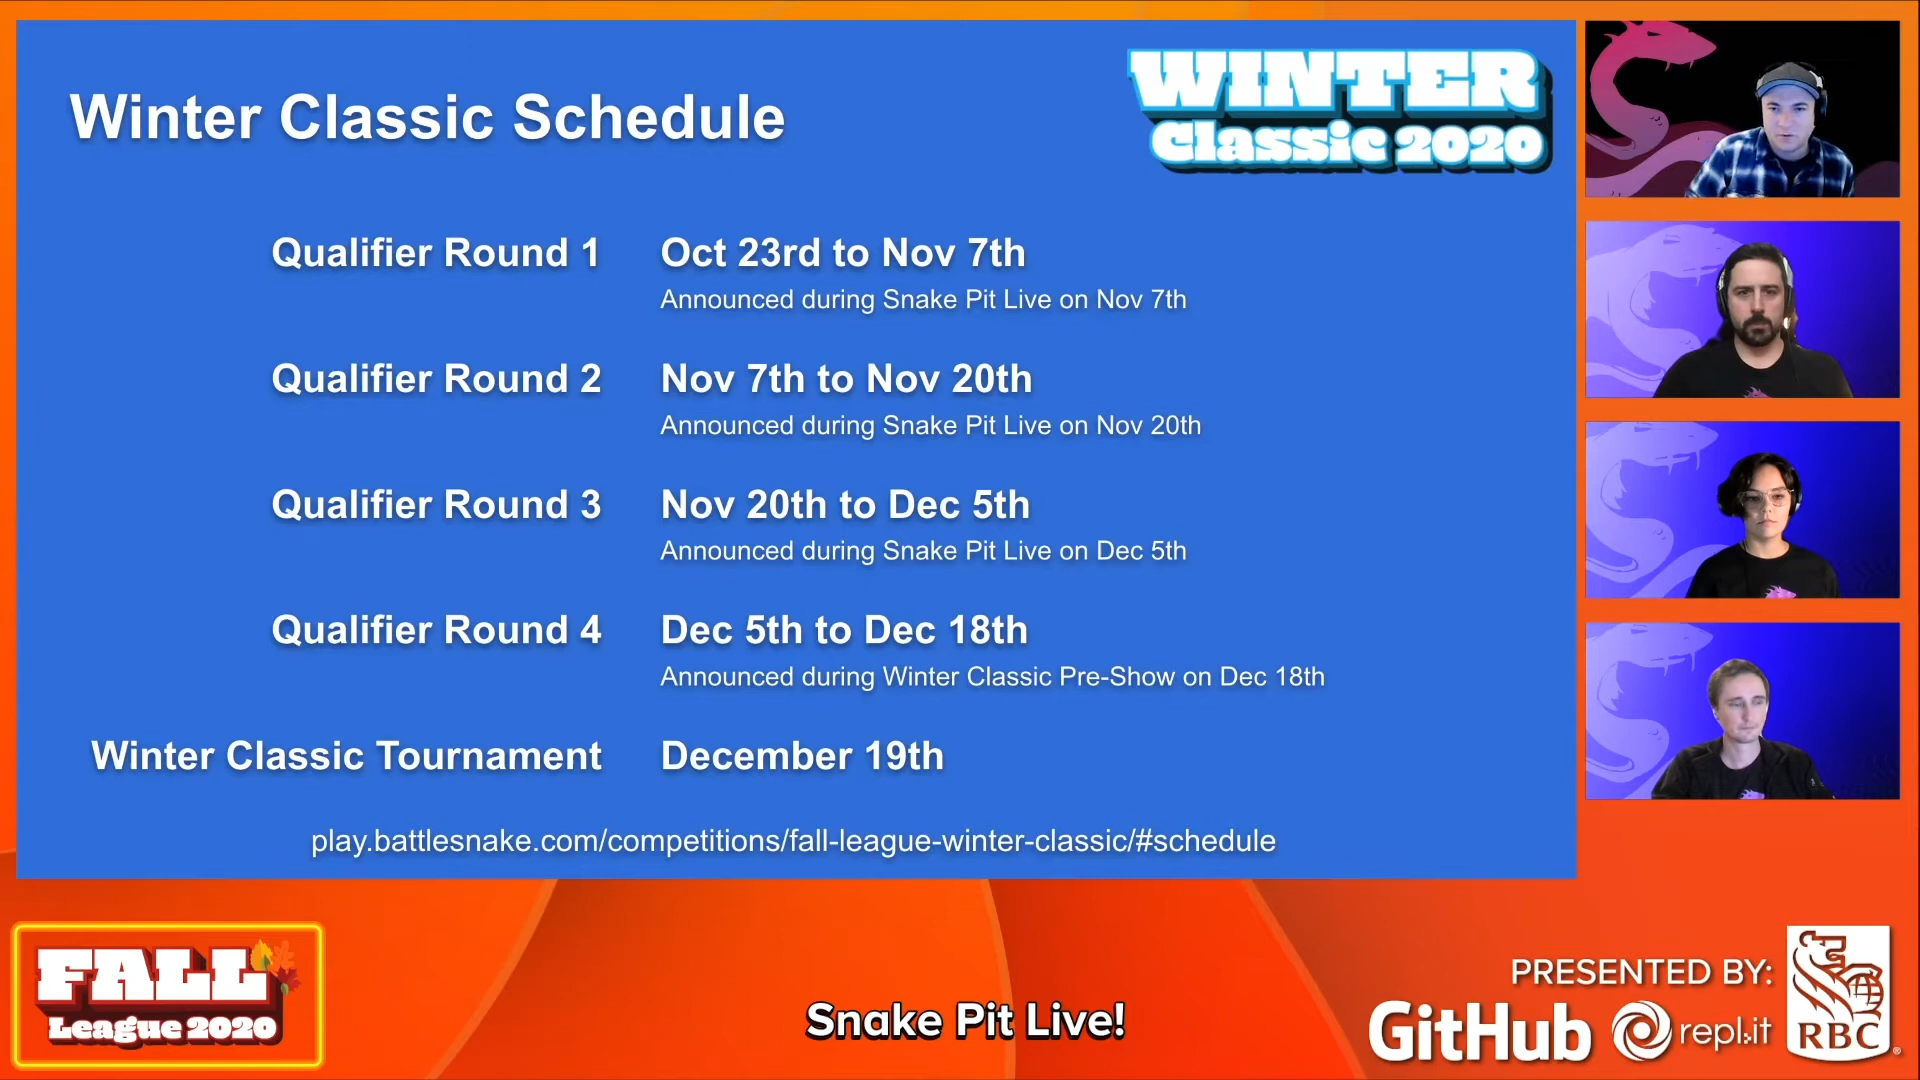 Winter Classic Schedule
WINTER
Classic 2020
Qualifier Round 1
Oct 23rd to Nov 7th
Announced during Snake Pit Live on Nov 7th
Qualifier Round 2
Nov 7th to Nov 20th
Announced during Snake Pit Live on Nov 20th
Qualifier Round 3
Nov 20th to Dec 5th
Announced during Snake Pit Live on Dec 5th
Qualifier Round 4
Dec 5th to Dec 18th
Announced during Winter Classic Pre-Show on Dec 18th
Winter Classic Tournament
December 19th
play.battlesnake.com/competitions/fall-league-winter-classic/#schedule
FALL
League 2020
Snake Pit Live!
PRESENTED BY:
GitHub
repl.it
RBC ®